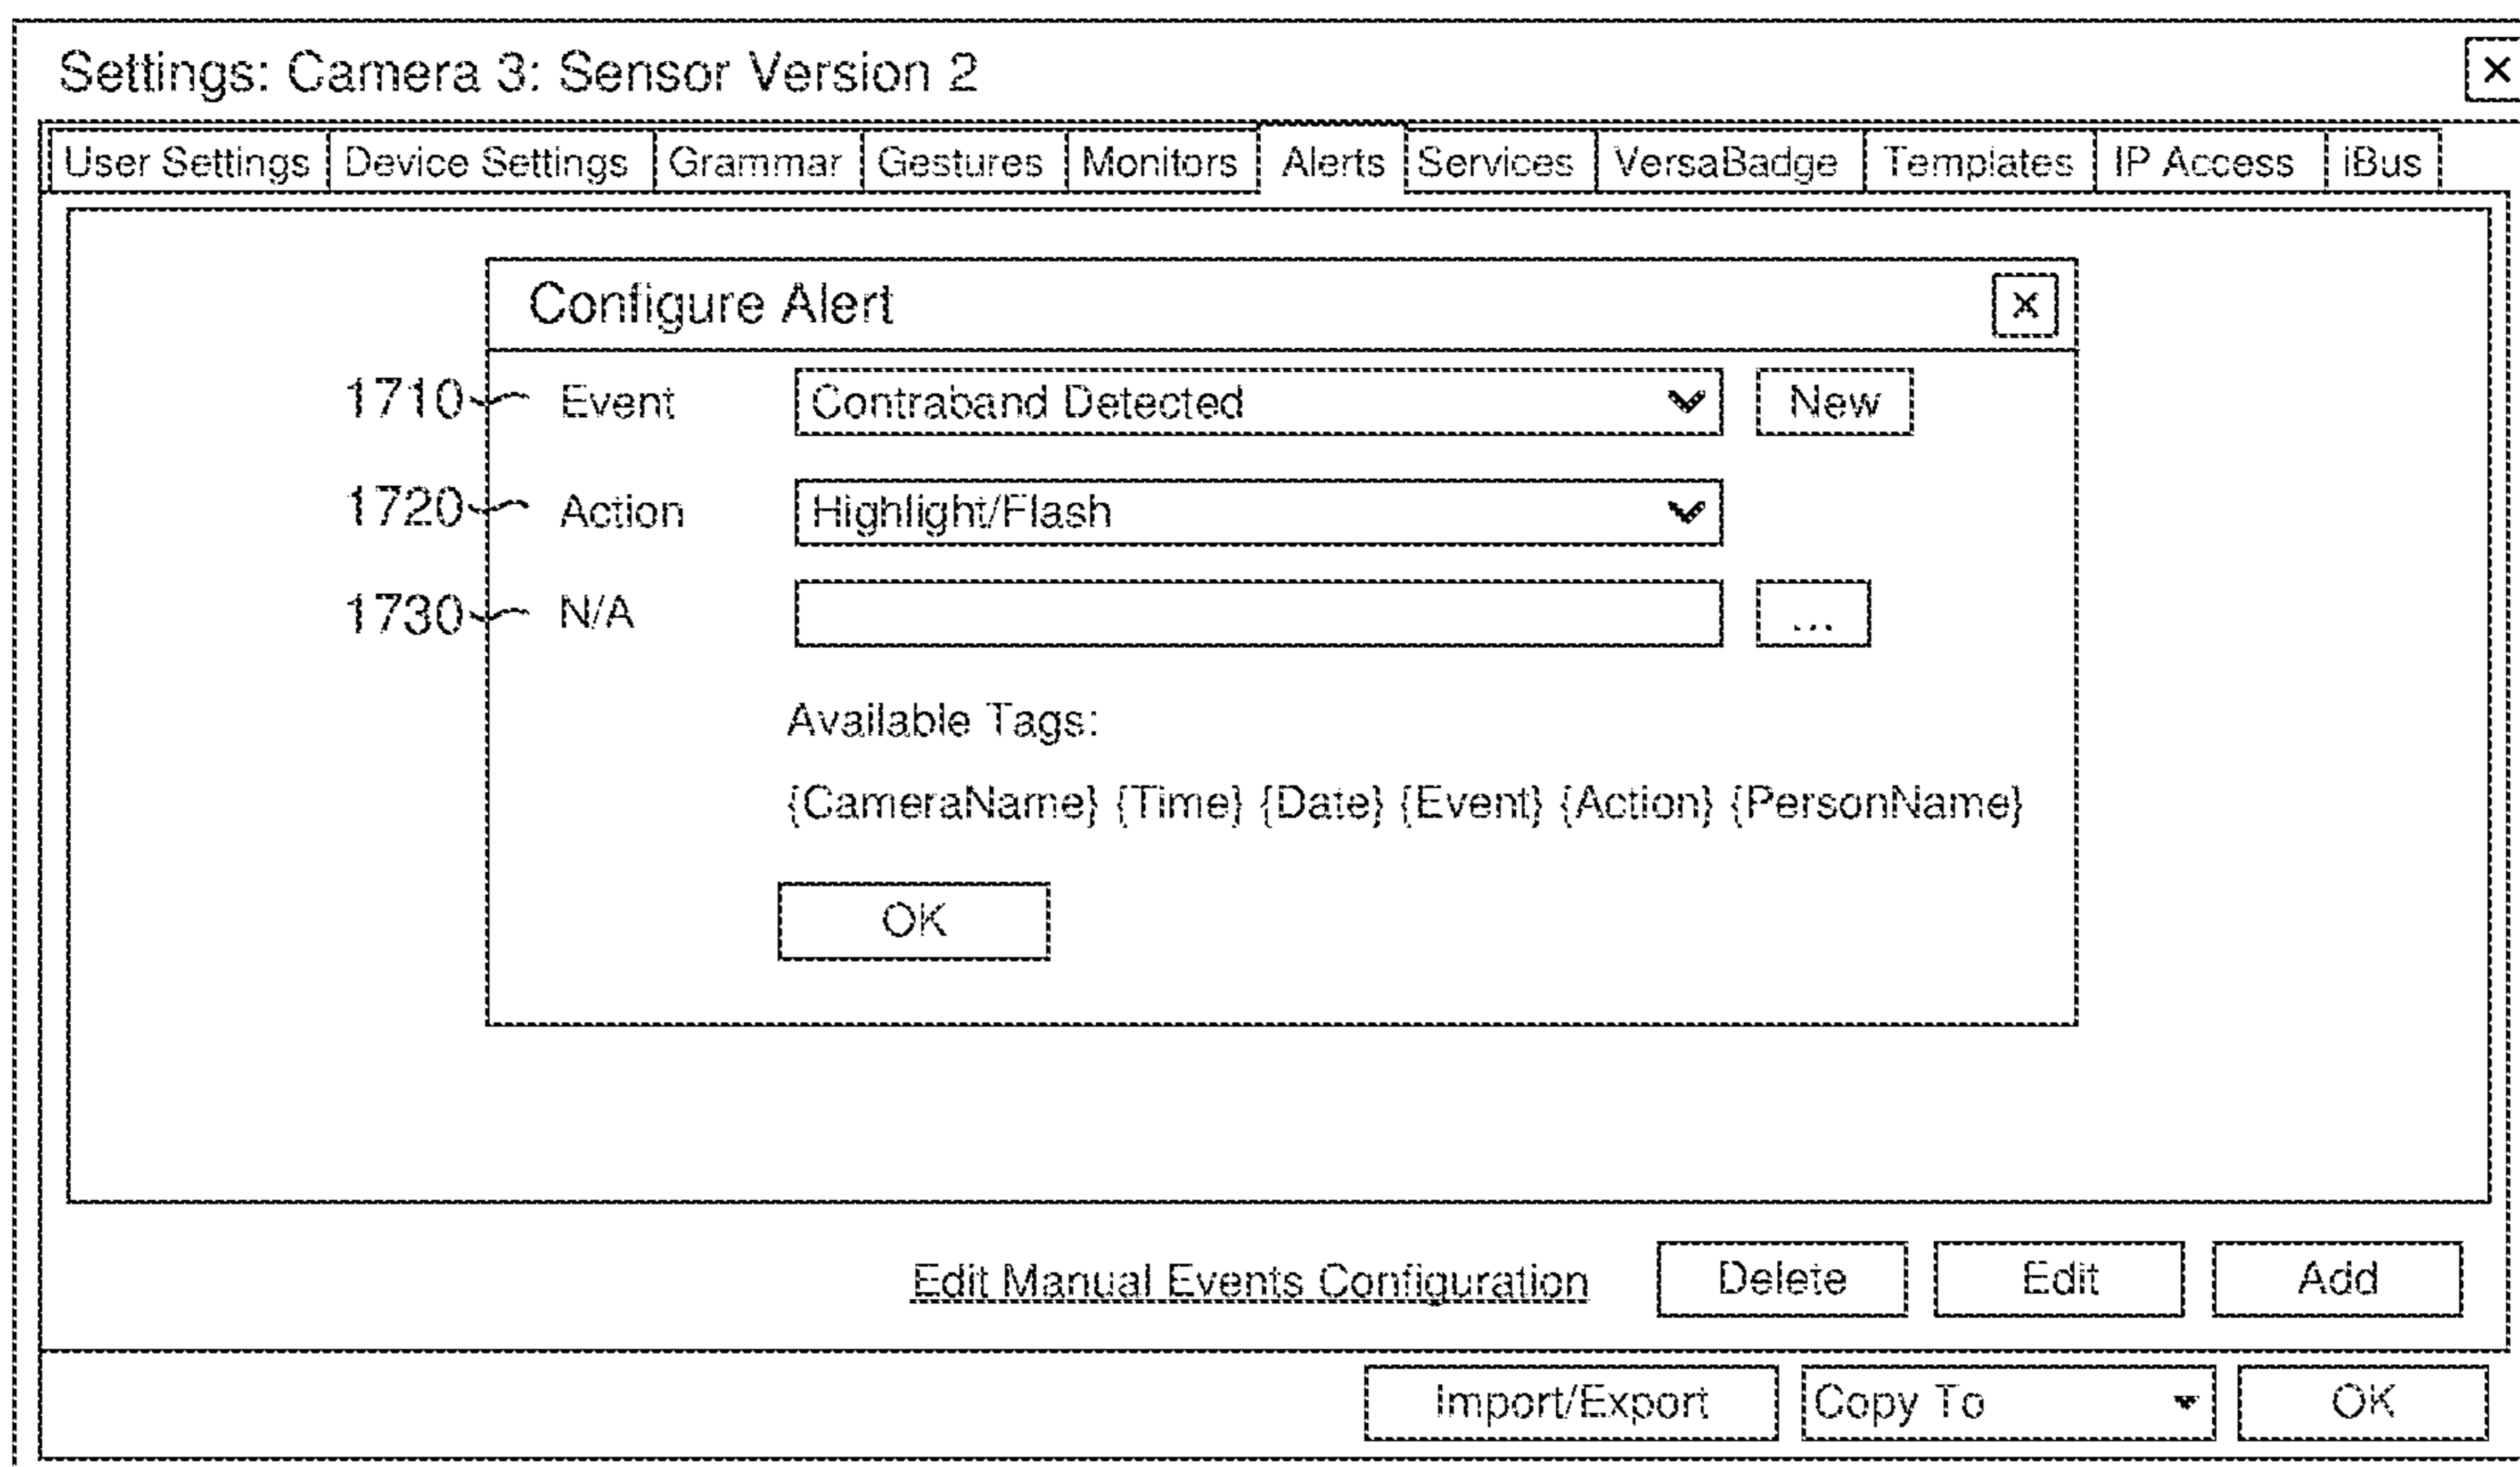 Settings: Camera 3: Sensor Version 2 X
User Settings Device Settings Grammar Gestures Monitors Alerts Services VersaBadge Templates IP Access iBus
Configure Alert X
1710 Event Contraband Detected New
1720 Action Highlight/Flash
1730 N/A ...
Available Tags:
{CameraName} {Time} {Date} {Event} {Action} {PersonName}
OK
Edit Manual Events Configuration Delete Edit Add
Import/Export Copy To OK